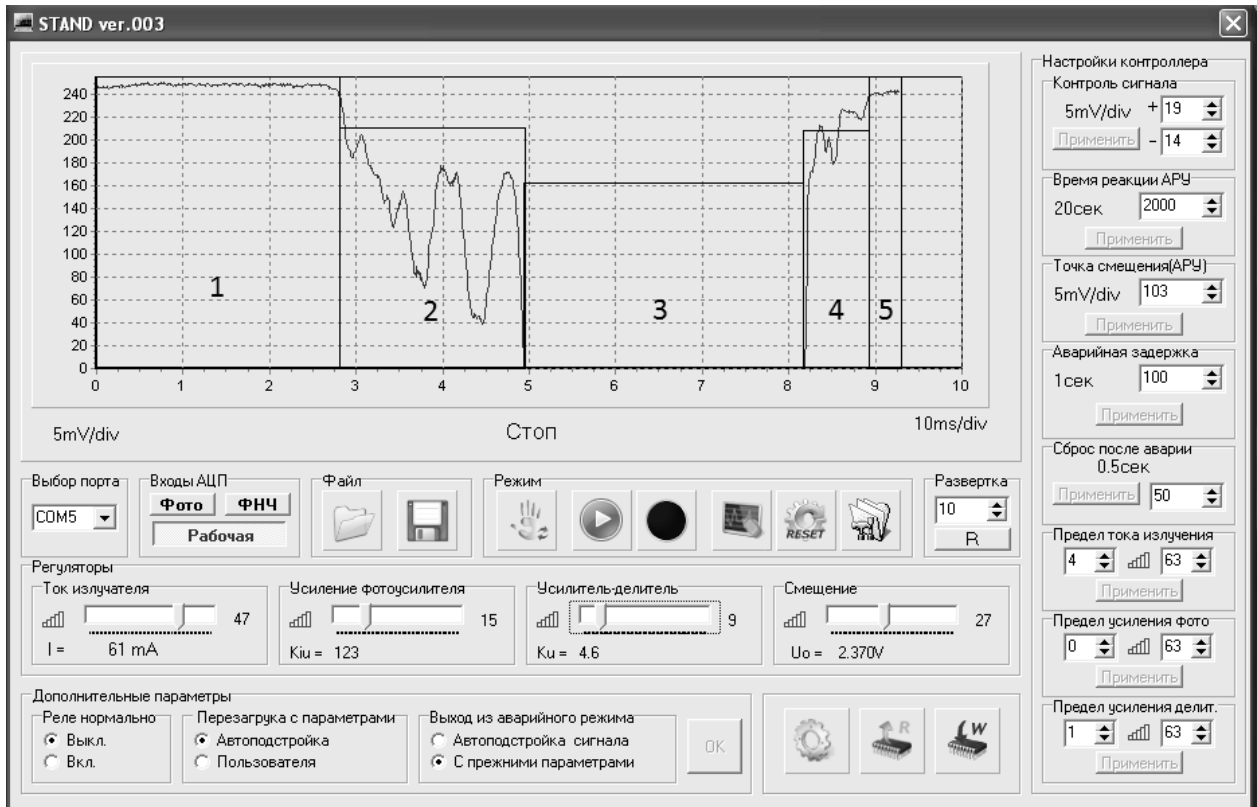 STAND ver.003
240
220
200
180
160
140
120
100
80
60
40
20
0
0 1 2 3 4 5 6 7 8 9 10
1
2
3
4
5
5mV/div
Стоп
10ms/div
Выбор порта
COM5
Входы АЦП
Фото
ФНЧ
Рабочая
Файл
Режим
RESET
Развертка
10
R
Регуляторы
Ток излучателя
47
I = 61 mA
Усиление фотоусилителя
15
Kiu = 123
Усилитель-делитель
9
Ku = 4.6
Смещение
27
Uo = 2.370V
Дополнительные параметры
Реле нормально
Выкл.
Вкл.
Перезагрука с параметрами
Автоподстройка
Пользователя
Выход из аварийного режима
Автоподстройка сигнала
С прежними параметрами
OK
R
W
Настройки контроллера
Контроль сигнала
5mV/div + 19
Применить - 14
Время реакции АРУ
20сек 2000
Применить
Точка смещения(АРУ)
5mV/div 103
Применить
Аварийная задержка
1сек 100
Применить
Сброс после аварии
0.5сек
Применить 50
Предел тока излучения
4 63
Применить
Предел усиления фото
0 63
Применить
Предел усиления делит.
1 63
Применить